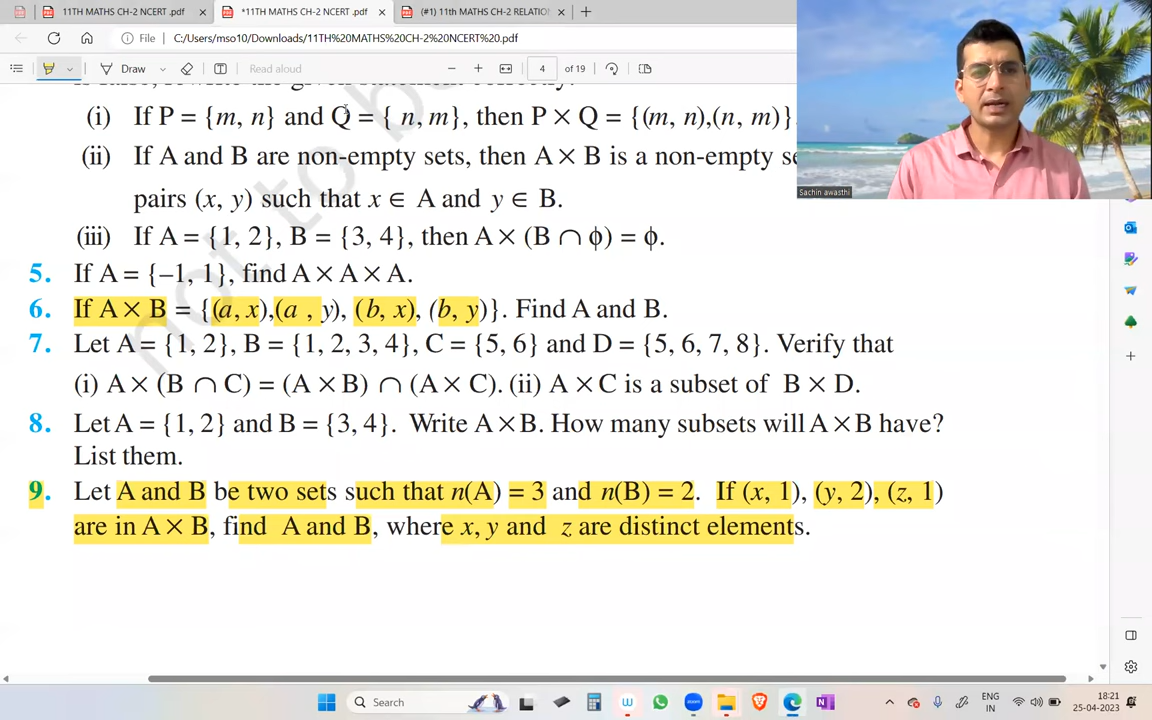 11TH MATHS CH-2 NCERT .pdf
*11TH MATHS CH-2 NCERT .pdf
(#1) 11th MATHS CH-2 RELATION
File
C:/Users/mso10/Downloads/11TH%20MATHS%20CH-2%20NCERT%20.pdf
Draw
Read aloud
4 of 19
not to be
(i) If P = {m, n} and Q = { n, m}, then P × Q = {(m, n),(n, m)}
(ii) If A and B are non-empty sets, then A × B is a non-empty se
pairs (x, y) such that x ∈ A and y ∈ B.
Sachin awasthi
(iii) If A = {1, 2}, B = {3, 4}, then A × (B ∩ ϕ) = ϕ.
5. If A = {–1, 1}, find A × A × A.
6. If A × B = {(a, x),(a , y), (b, x), (b, y)}. Find A and B.
7. Let A = {1, 2}, B = {1, 2, 3, 4}, C = {5, 6} and D = {5, 6, 7, 8}. Verify that
(i) A × (B ∩ C) = (A × B) ∩ (A × C). (ii) A × C is a subset of B × D.
8. Let A = {1, 2} and B = {3, 4}. Write A × B. How many subsets will A × B have?
List them.
9. Let A and B be two sets such that n(A) = 3 and n(B) = 2. If (x, 1), (y, 2), (z, 1)
are in A × B, find A and B, where x, y and z are distinct elements.
Search
ENG
IN
18:21
25-04-2023